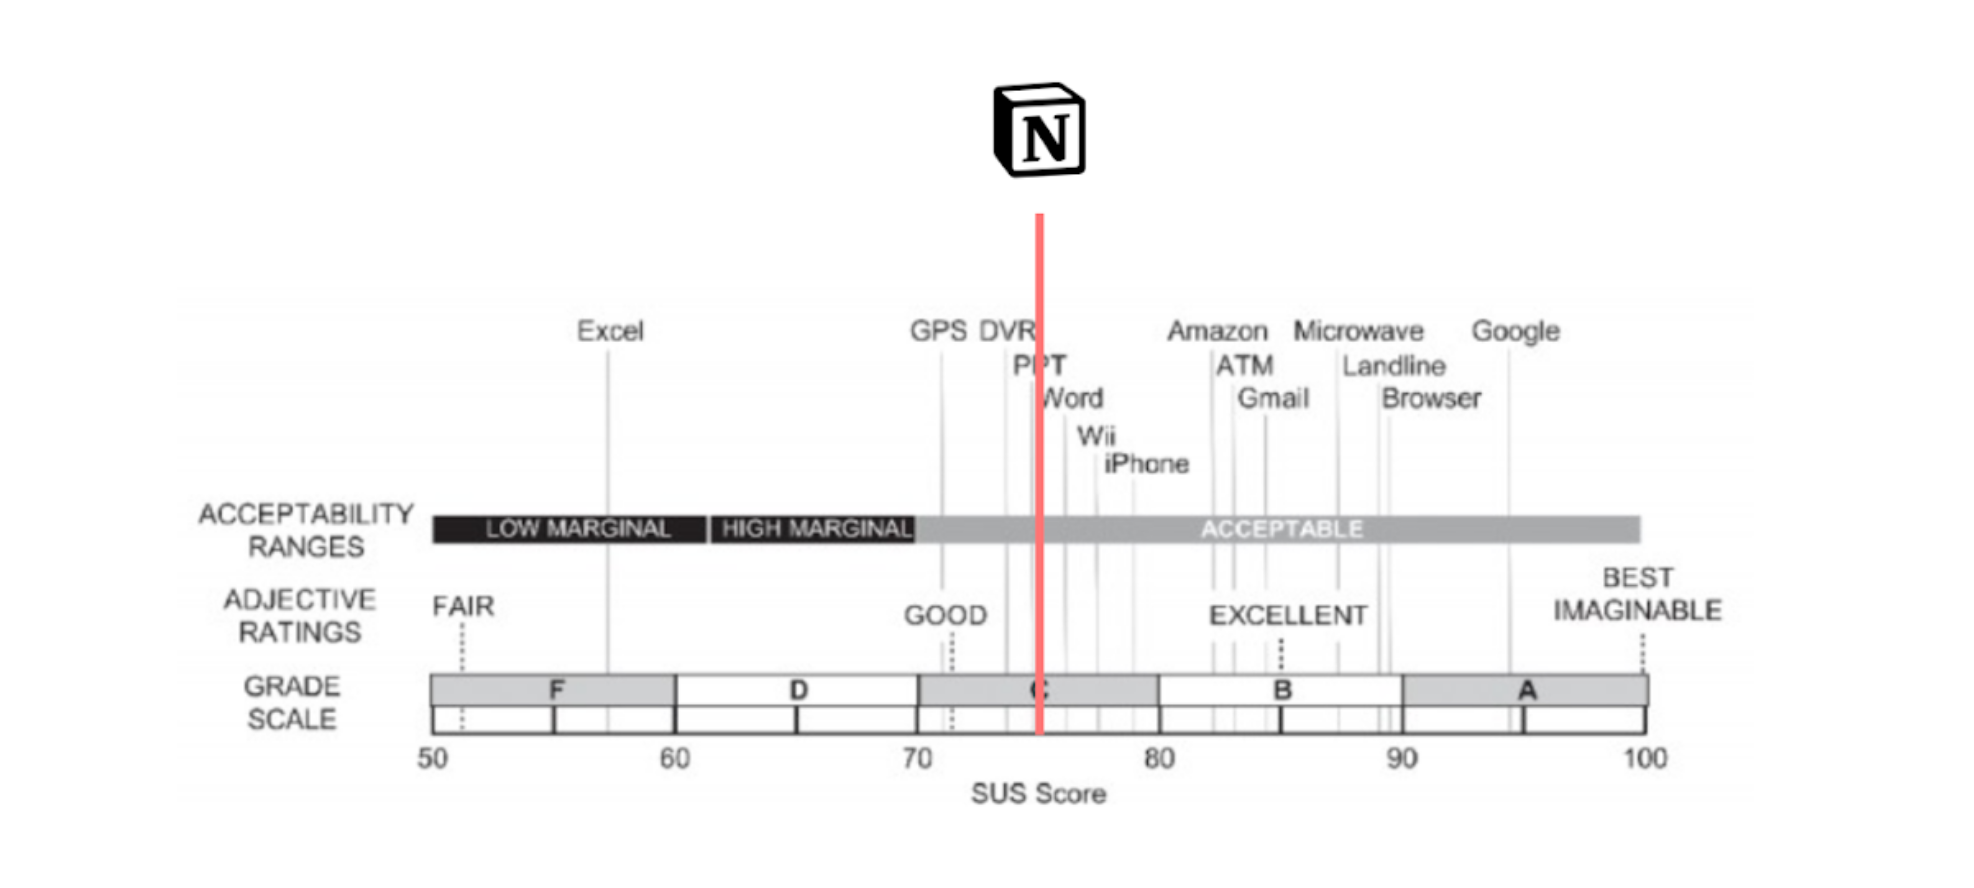 N
Excel
GPS DVR
Amazon
Microwave
Google
PPT
ATM
Landline
Word
Gmail
Browser
Wii
iPhone
ACCEPTABILITY
RANGES
LOW MARGINAL
HIGH MARGINAL
ACCEPTABLE
ADJECTIVE
RATINGS
FAIR
GOOD
EXCELLENT
BEST
IMAGINABLE
GRADE
SCALE
F
D
C
B
A
50
60
70
80
90
100
SUS Score